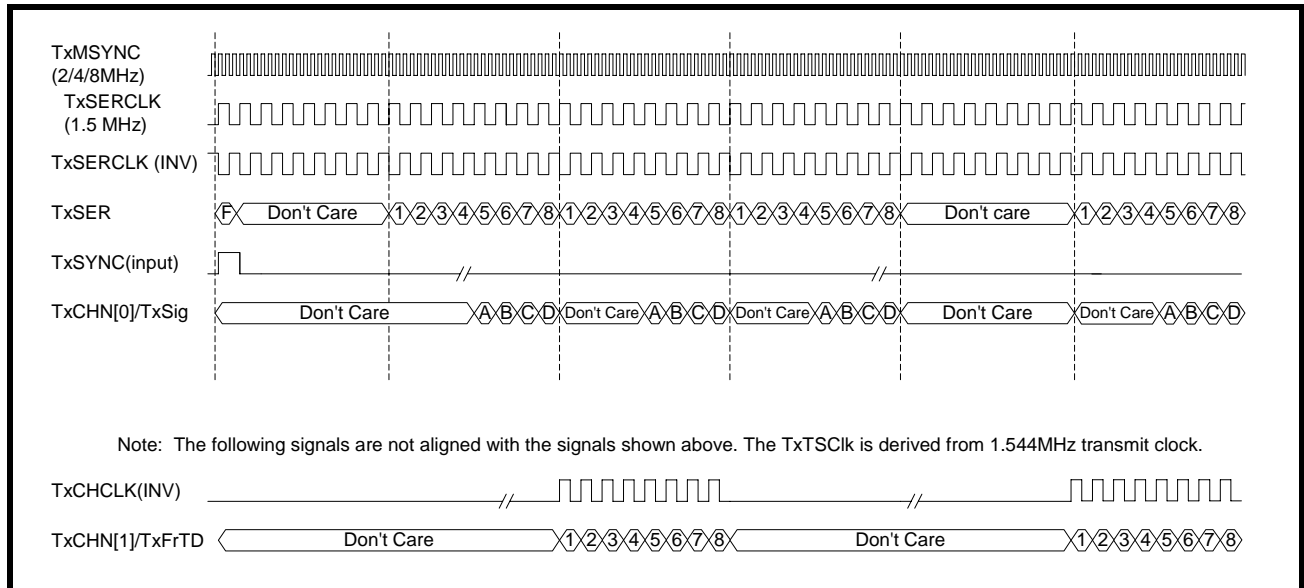 TxMSYNC
(2/4/8MHz)
TxSERCLK
(1.5 MHz)
TxSERCLK (INV)
TxSER F Don't Care 1 2 3 4 5 6 7 8 1 2 3 4 5 6 7 8 1 2 3 4 5 6 7 8 Don't care 1 2 3 4 5 6 7 8
TxSYNC(input)
TxCHN[0]/TxSig Don't Care A B C D Don't Care A B C D Don't Care A B C D Don't Care Don't Care A B C D
Note: The following signals are not aligned with the signals shown above. The TxTSClk is derived from 1.544MHz transmit clock.
TxCHCLK(INV)
TxCHN[1]/TxFrTD Don't Care 1 2 3 4 5 6 7 8 Don't Care 1 2 3 4 5 6 7 8